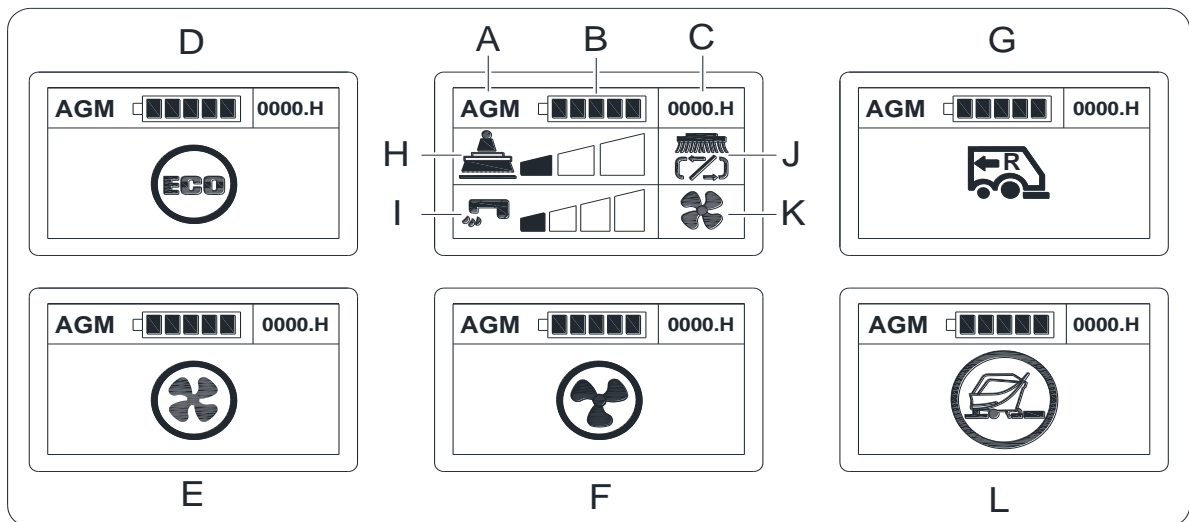 D
A
B
C
G
AGM
0000.H
ECO
AGM
0000.H
H
J
I
K
AGM
0000.H
R
AGM
0000.H
E
AGM
0000.H
F
AGM
0000.H
L